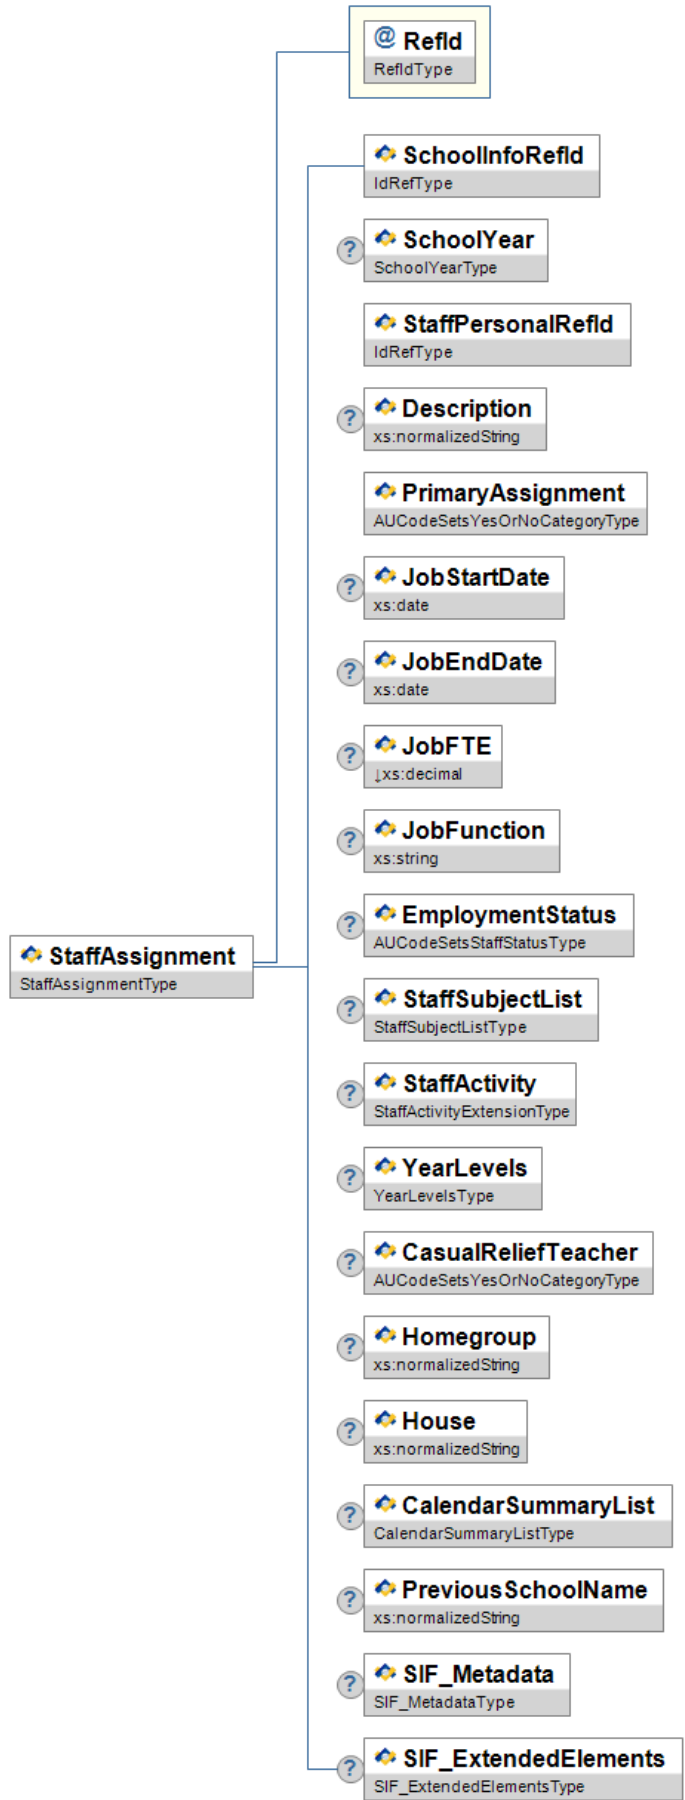 @ RefId
RefIdType
SchoolInfoRefId
IdRefType
? SchoolYear
SchoolYearType
StaffPersonalRefId
IdRefType
? Description
xs:normalizedString
PrimaryAssignment
AUCodeSetsYesOrNoCategoryType
? JobStartDate
xs:date
? JobEndDate
xs:date
? JobFTE
↓xs:decimal
? JobFunction
xs:string
? EmploymentStatus
AUCodeSetsStaffStatusType
StaffAssignment
StaffAssignmentType
? StaffSubjectList
StaffSubjectListType
? StaffActivity
StaffActivityExtensionType
? YearLevels
YearLevelsType
? CasualReliefTeacher
AUCodeSetsYesOrNoCategoryType
? Homegroup
xs:normalizedString
? House
xs:normalizedString
? CalendarSummaryList
CalendarSummaryListType
? PreviousSchoolName
xs:normalizedString
? SIF_Metadata
SIF_MetadataType
? SIF_ExtendedElements
SIF_ExtendedElementsType